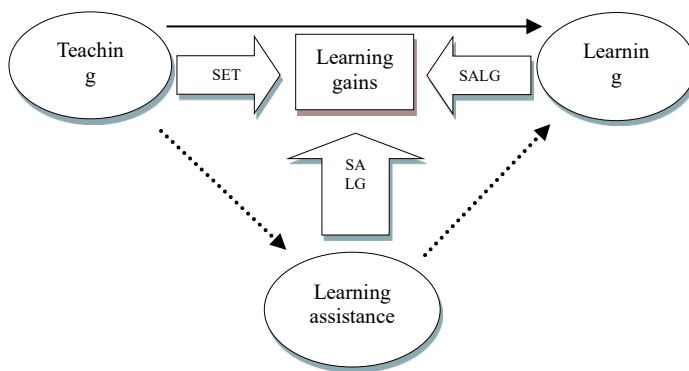 Teachin
g
SET
Learning
gains
SALG
Learnin
g
SA
LG
Learning
assistance